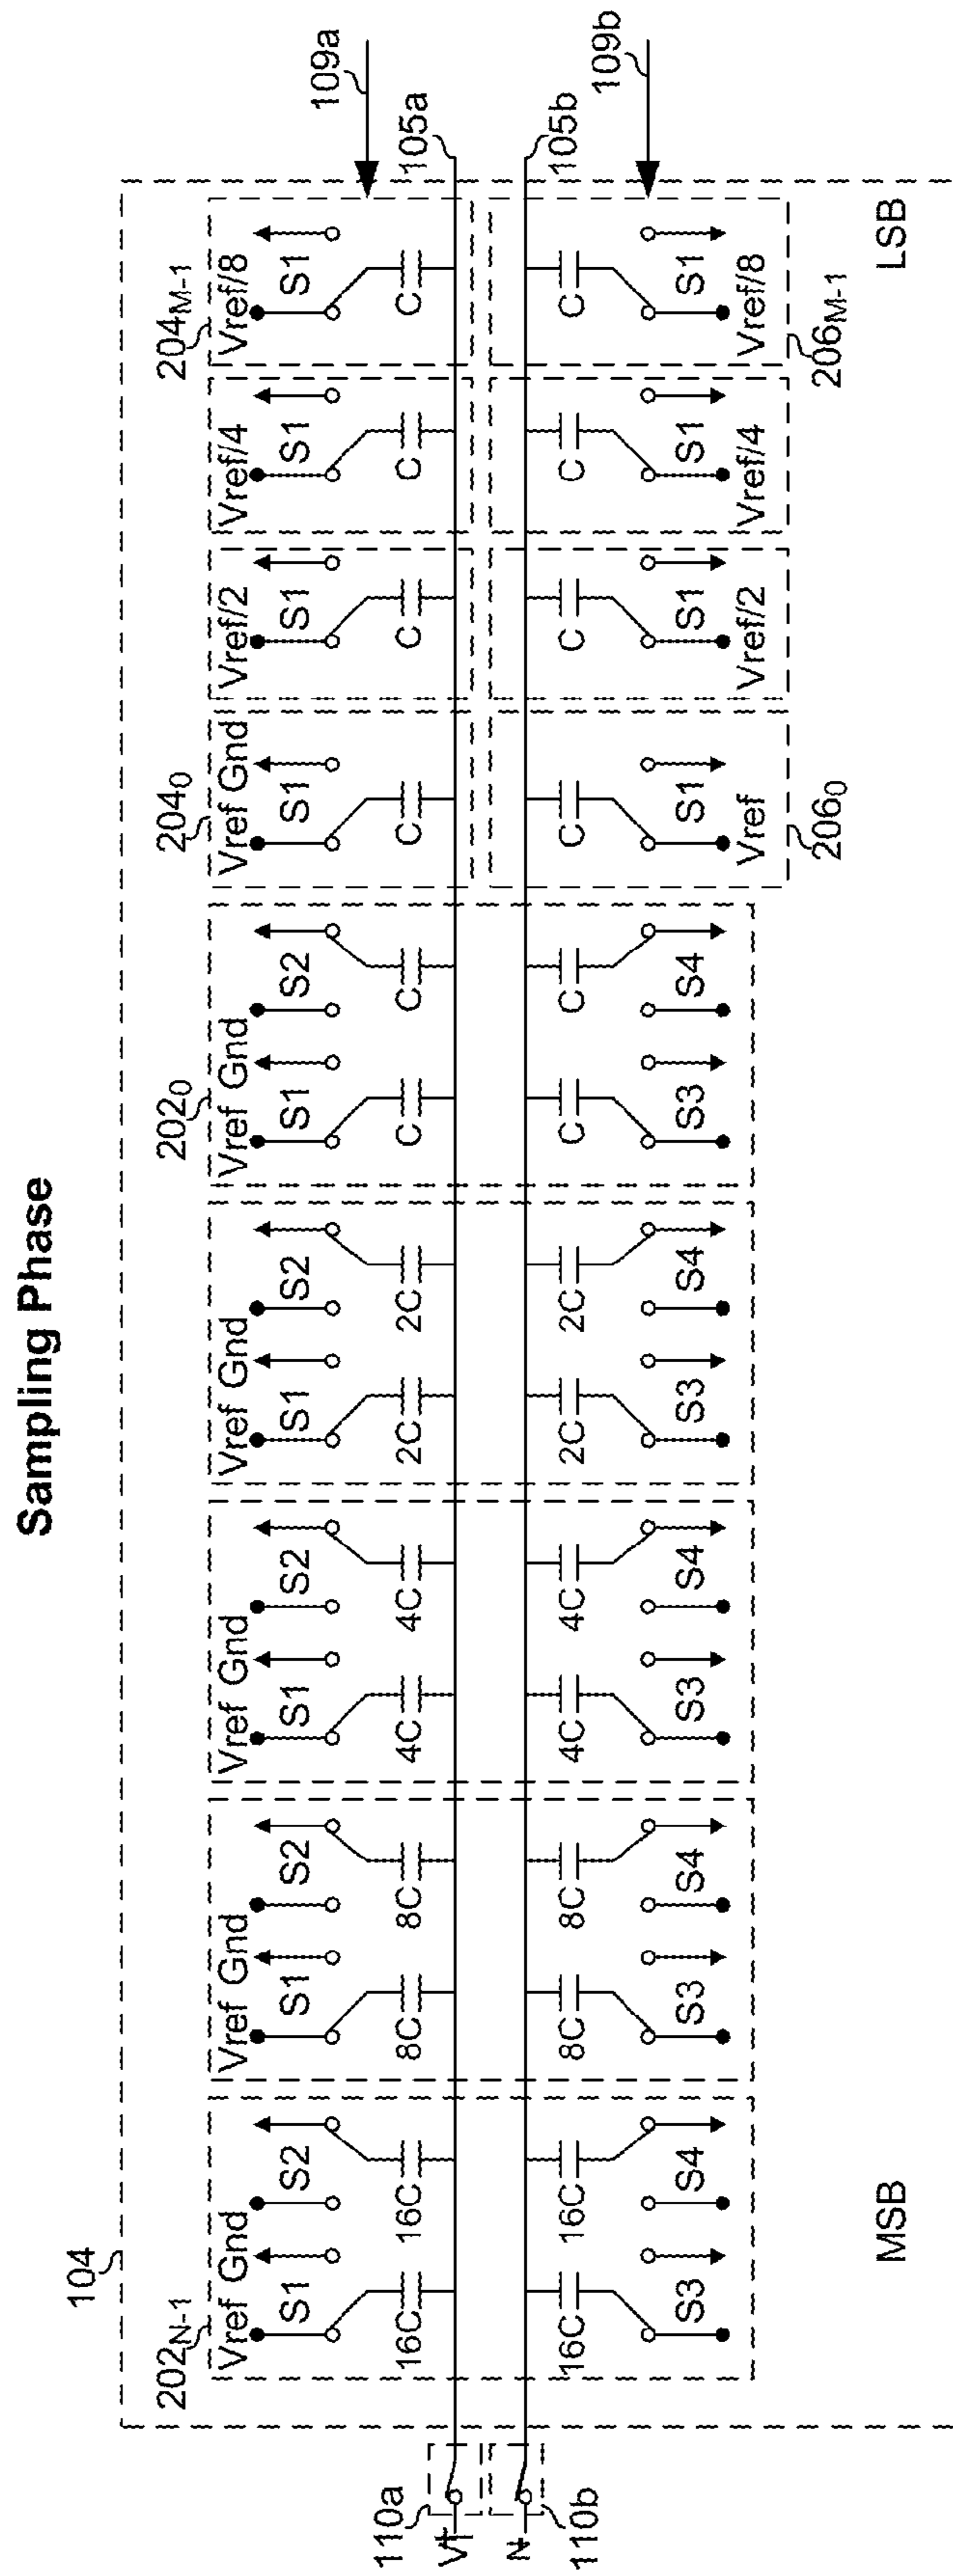 Sampling Phase
104
202N-1 2020 2040 204M-1
Vref Gnd Vref Gnd Vref Gnd Vref Gnd Vref Gnd Vref Gnd Vref/2 Vref/4 Vref/8
S1 S2 S1 S2 S1 S2 S1 S2 S1 S2 S1 S1 S1 S1
109a
16C 16C 8C 8C 4C 4C 2C 2C C C C C C C
110a 105a
105b
16C 16C 8C 8C 4C 4C 2C 2C C C C C C C
110b 109b
S3 S4 S3 S4 S3 S4 S3 S4 S3 S4 S1 S1 S1 S1
Vref Vref/2 Vref/4 Vref/8
2060 206M-1
MSB LSB